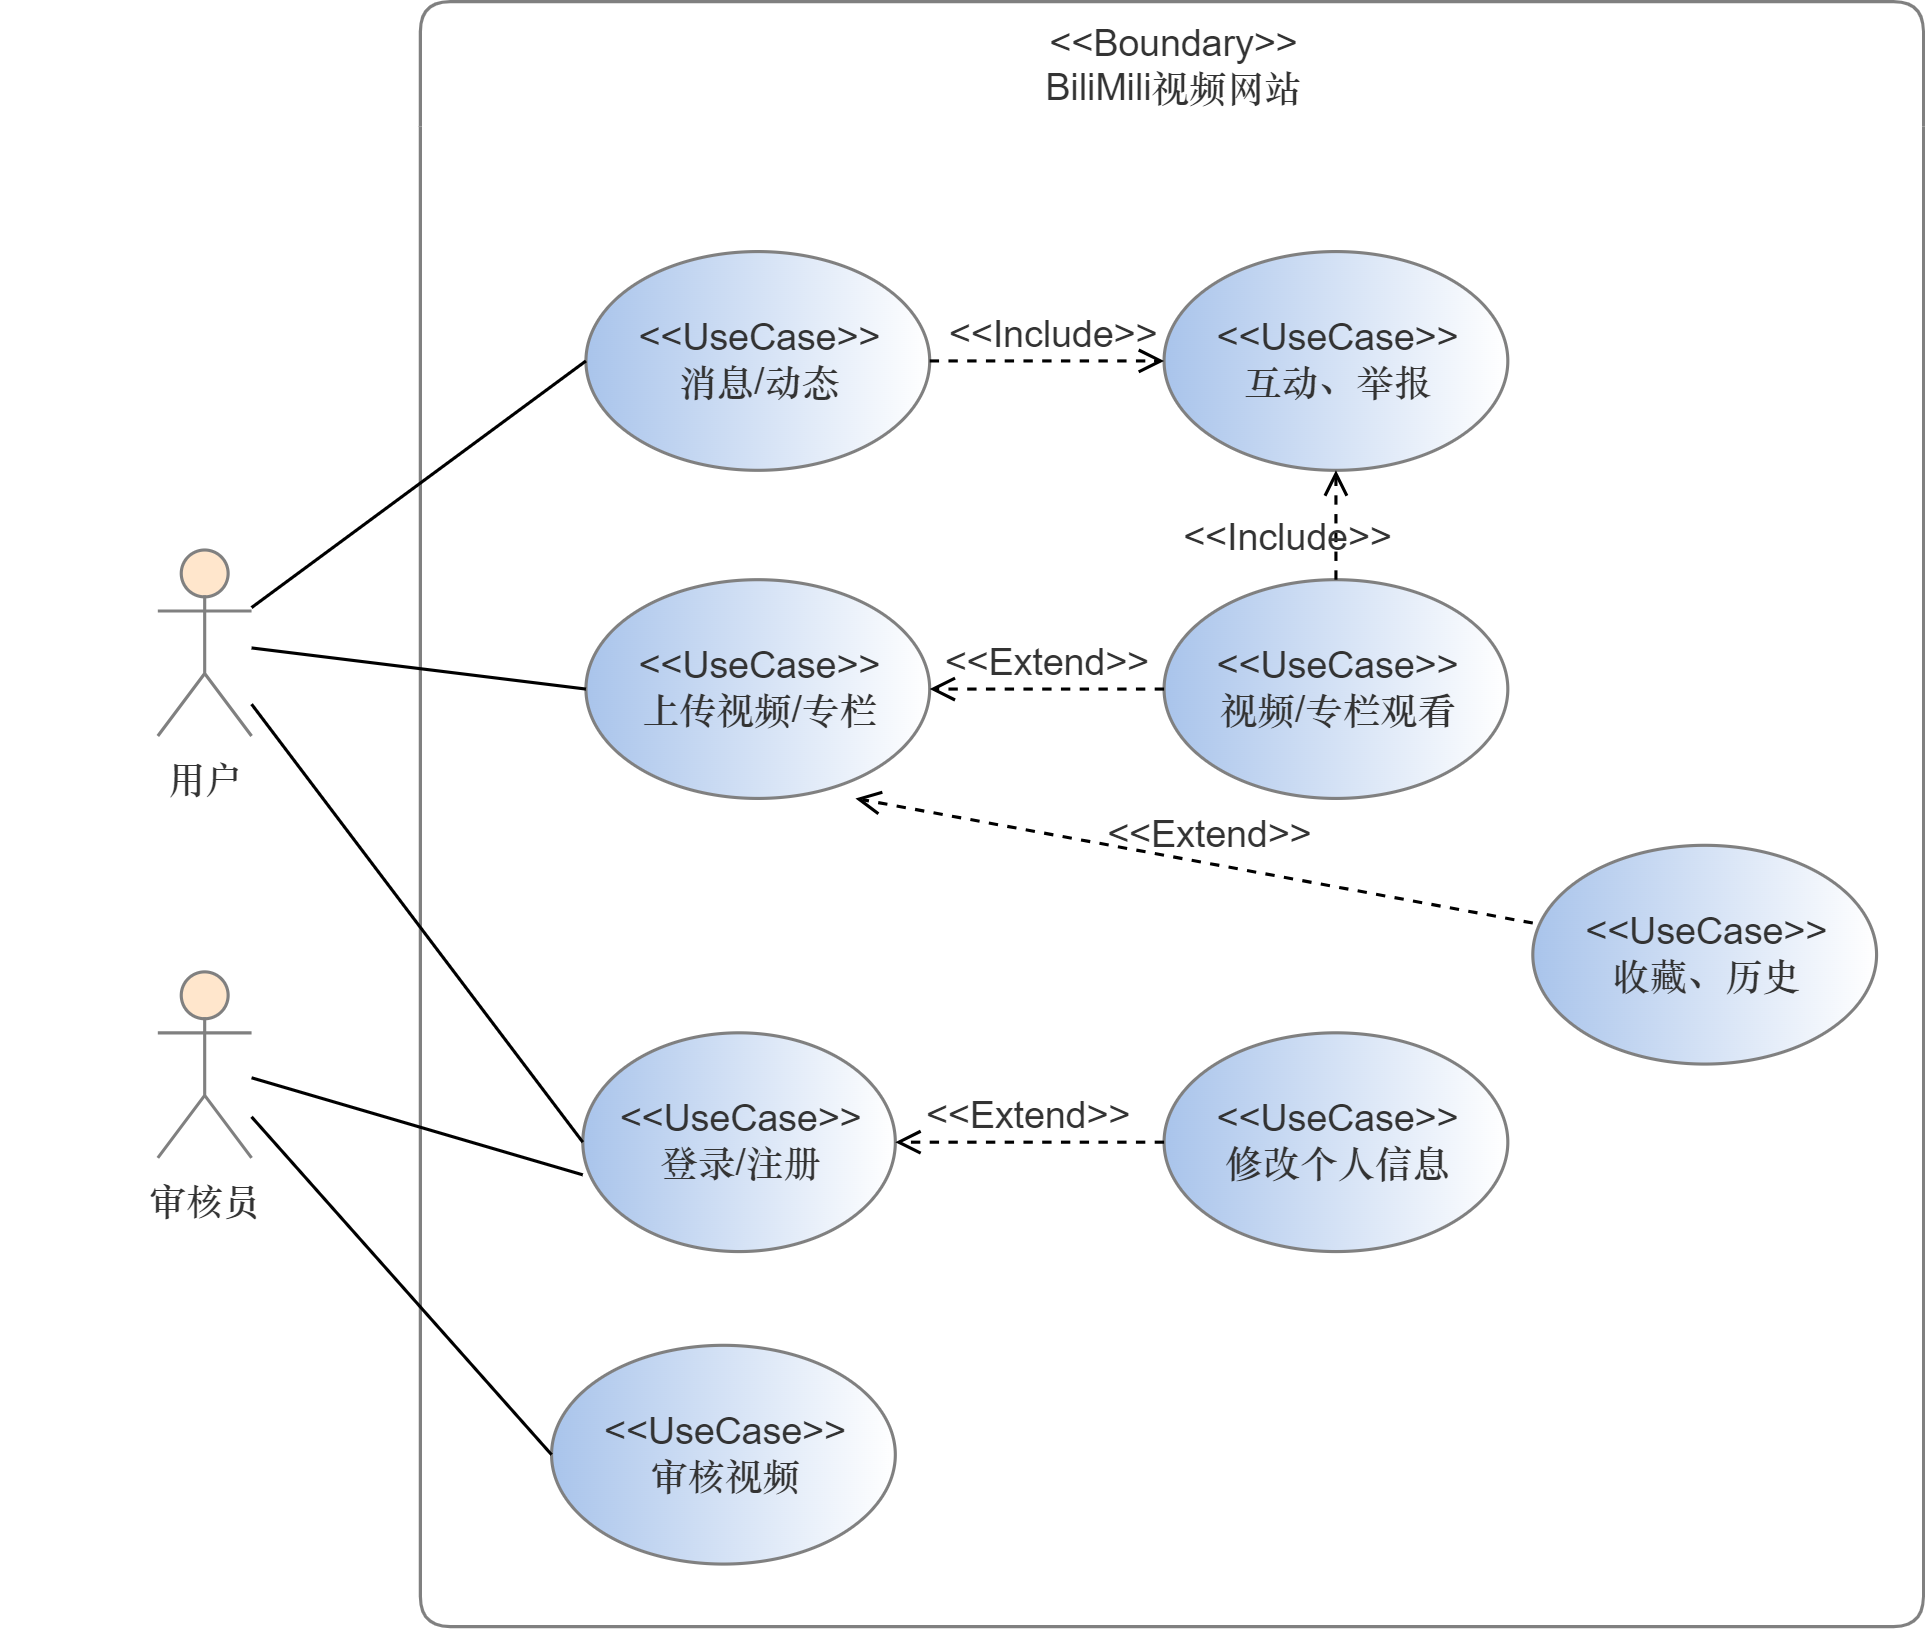 <<Boundary>>
BiliMili视频网站
<<UseCase>>
消息/动态
<<Include>>
<<UseCase>>
互动、举报
<<Include>>
用户
<<UseCase>>
上传视频/专栏
<<Extend>>
<<UseCase>>
视频/专栏观看
<<Extend>>
<<UseCase>>
收藏、历史
审核员
<<UseCase>>
登录/注册
<<Extend>>
<<UseCase>>
修改个人信息
<<UseCase>>
审核视频